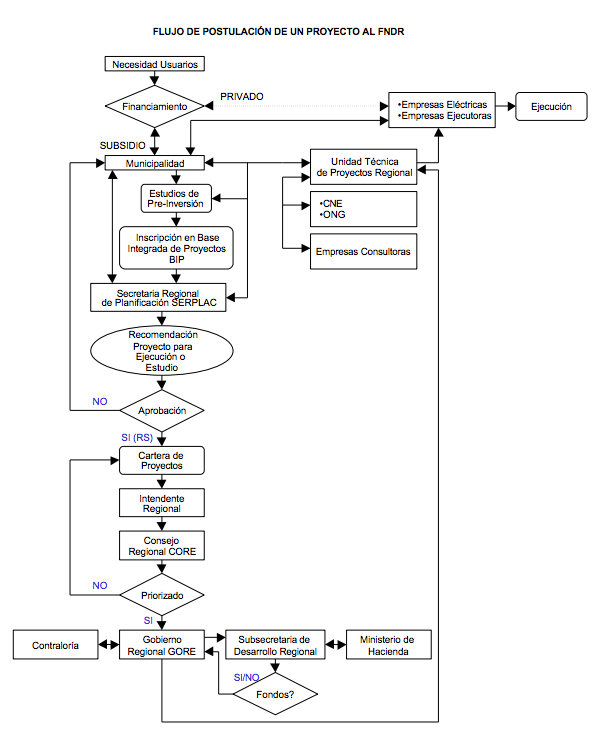 FLUJO DE POSTULACIÓN DE UN PROYECTO AL FNDR
Necesidad Usuarios
Financiamiento
PRIVADO
•Empresas Eléctricas
•Empresas Ejecutoras
Ejecución
SUBSIDIO
Municipalidad
Unidad Técnica
de Proyectos Regional
Estudios de
Pre-Inversión
•CNE
•ONG
Inscripción en Base
Integrada de Proyectos
BIP
Empresas Consultoras
Secretaria Regional
de Planificación SERPLAC
Recomendación
Proyecto para
Ejecución o
Estudio
NO
Aprobación
SI (RS)
Cartera de
Proyectos
Intendente
Regional
Consejo
Regional CORE
NO
Priorizado
SI
Contraloría
Gobierno
Regional GORE
Subsecretaria de
Desarrollo Regional
Ministerio de
Hacienda
SI/NO
Fondos?